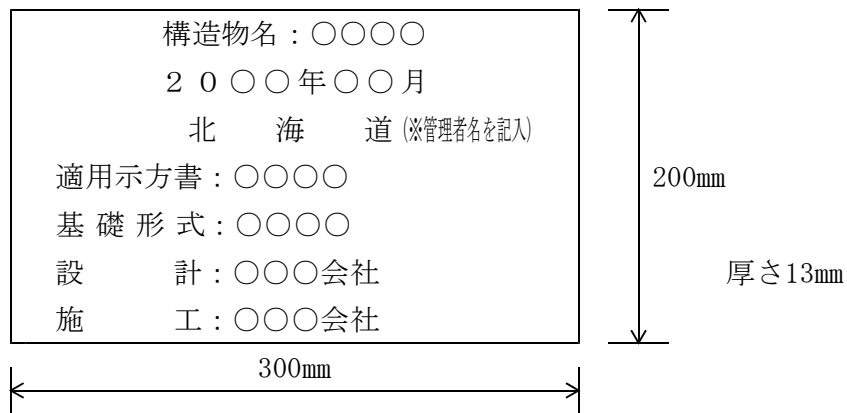 構造物名：○○○○
２０○○年○○月
北　海　道(※管理者名を記入)
適用示方書：○○○○
基礎形式：○○○○
設　　計：○○○会社
施　　工：○○○会社
200㎜
厚さ13㎜
300㎜